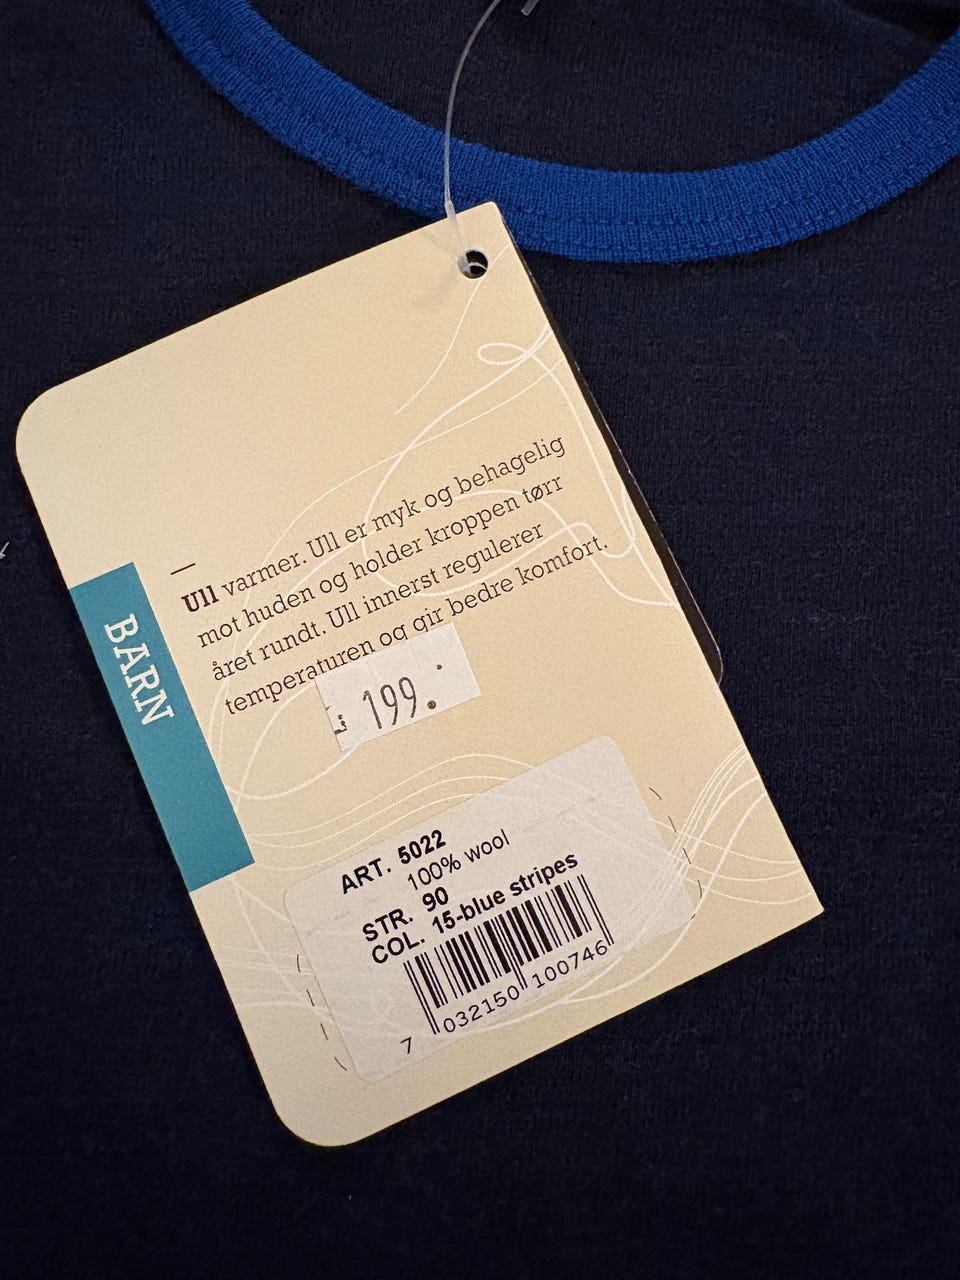 Ull varmer. Ull er myk og behagelig
mot huden og holder kroppen tørr
året rundt. Ull innerst regulerer
temperaturen og gir bedre komfort.
BARN
199.
ART. 5022
100% wool
STR. 90
COL. 15-blue stripes
7 032150 100746